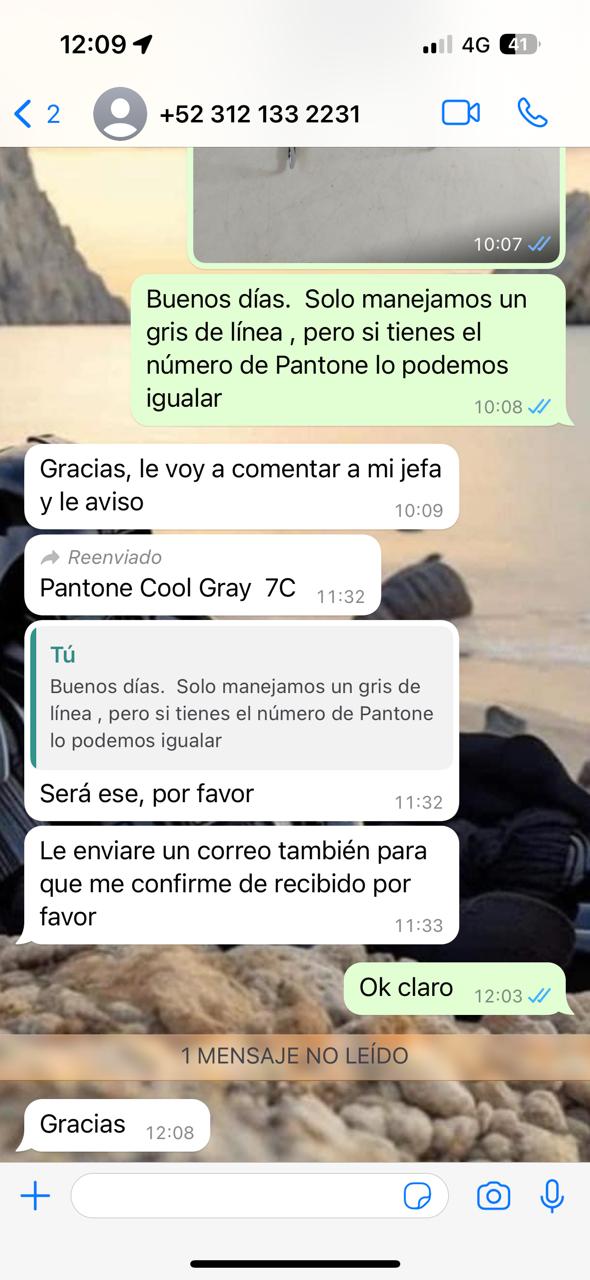 12:09
4G 41
2 +52 312 133 2231
10:07
Buenos días.  Solo manejamos un
gris de línea , pero si tienes el
número de Pantone lo podemos
igualar
10:08
Gracias, le voy a comentar a mi jefa
y le aviso
10:09
Reenviado
Pantone Cool Gray  7C 11:32
Tú
Buenos días.  Solo manejamos un gris de
línea , pero si tienes el número de Pantone
lo podemos igualar
Será ese, por favor 11:32
Le enviare un correo también para
que me confirme de recibido por
favor
11:33
Ok claro 12:03
1 MENSAJE NO LEÍDO
Gracias 12:08